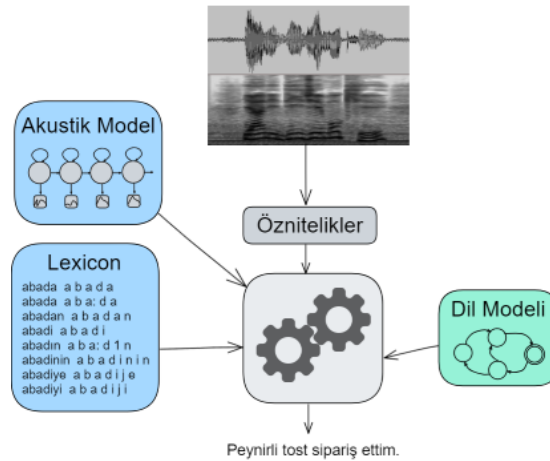 Akustik Model
Öznitelikler
Lexicon
abada a b a d a
abada a b a: d a
abadan a b a d a n
abadi a b a d i
abadın a b a: d 1 n
abadinin a b a d i n i n
abadiye a b a d i j e
abadiyi a b a d i j i
Dil Modeli
Peynirli tost sipariş ettim.